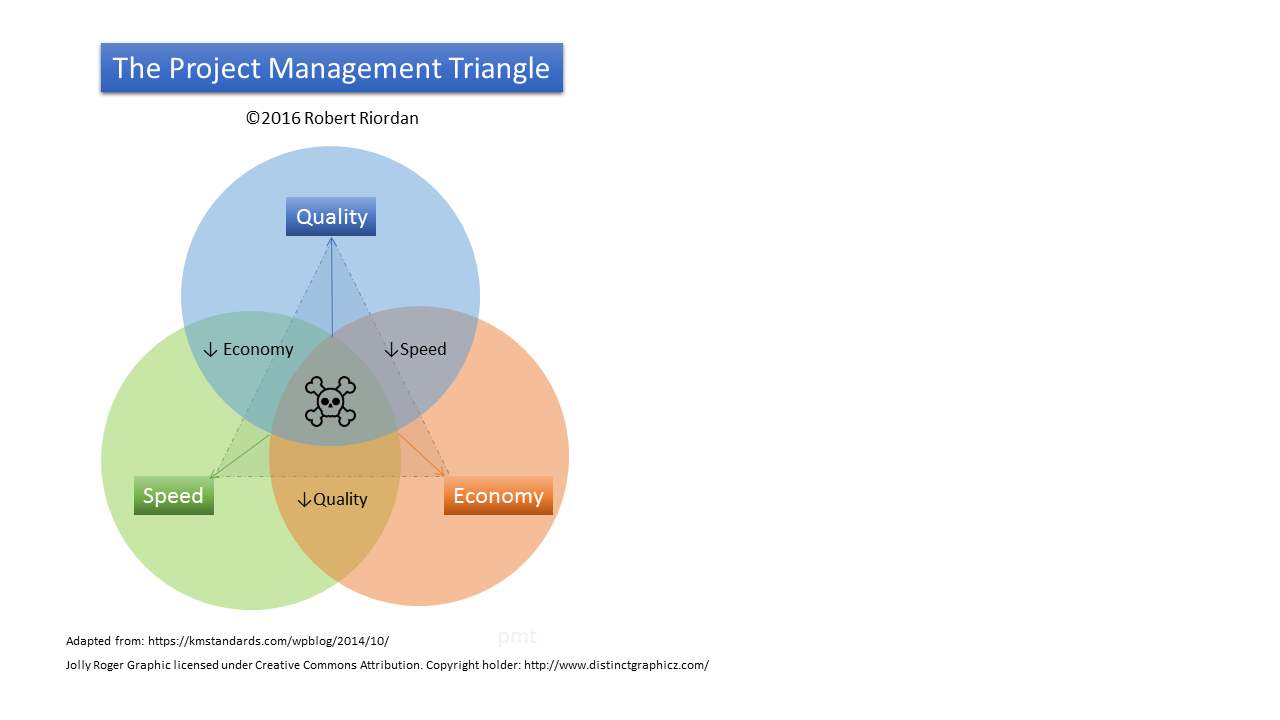 The Project Management Triangle
©2016 Robert Riordan
Quality
↓ Economy
↓Speed
Speed
↓Quality
Economy
pmt
Adapted from: https://kmstandards.com/wpblog/2014/10/
Jolly Roger Graphic licensed under Creative Commons Attribution. Copyright holder: http://www.distinctgraphicz.com/